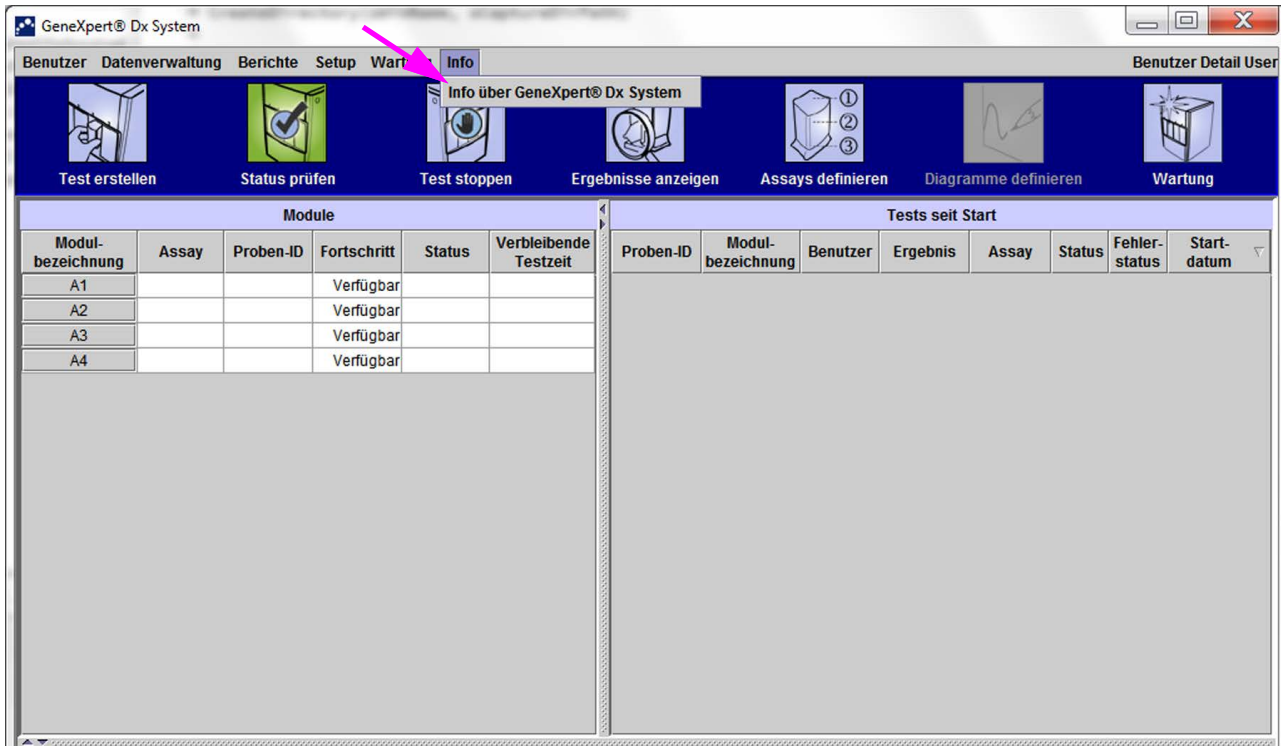 GeneXpert® Dx System
Benutzer Datenverwaltung Berichte Setup Info Benutzer Detail User
Info über GeneXpert® Dx System
① 
②
③
Test erstellen Status prüfen Test stoppen Ergebnisse anzeigen Assays definieren Diagramme definieren Wartung
Module Tests seit Start
Modul-
bezeichnung Assay Proben-ID Fortschritt Status Verbleibende
Testzeit
Proben-ID Modul-
bezeichnung Benutzer Ergebnis Assay Status Fehler-
status Start-
datum
A1 Verfügbar
A2 Verfügbar
A3 Verfügbar
A4 Verfügbar